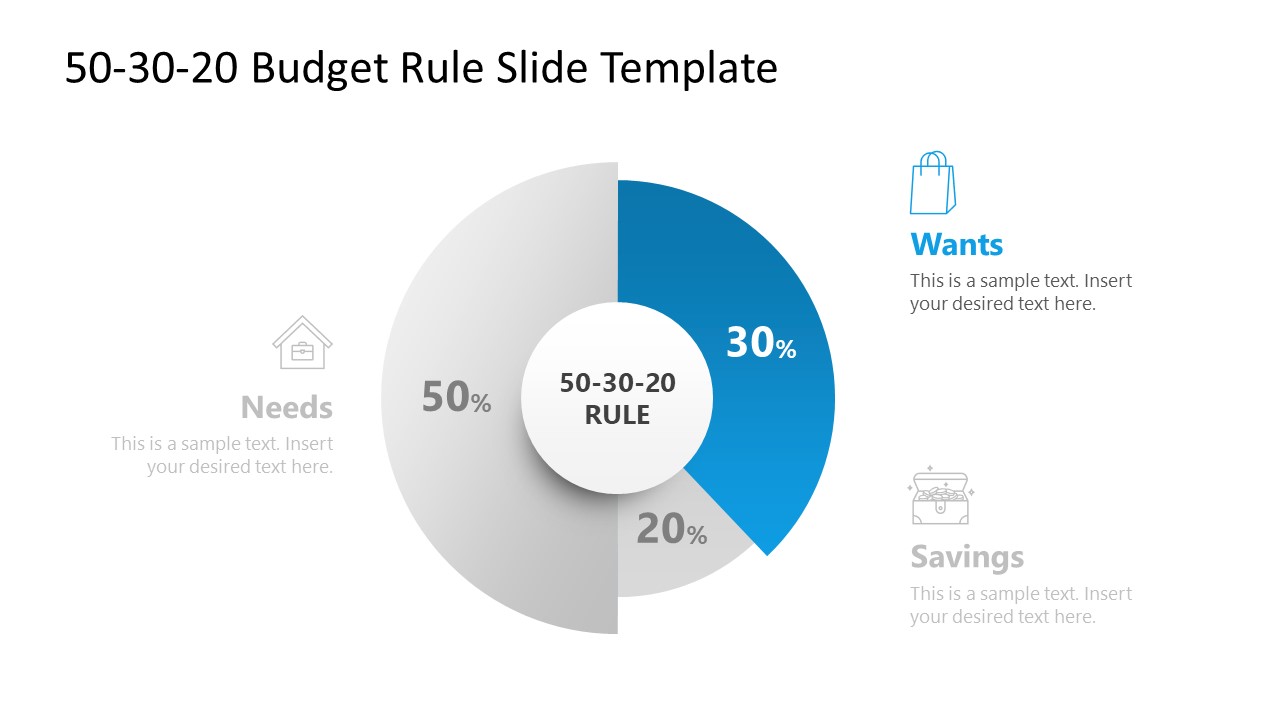 50-30-20 Budget Rule Slide Template
Needs
This is a sample text. Insert
your desired text here.
50%
50-30-20
RULE
30%
20%
Wants
This is a sample text. Insert
your desired text here.
Savings
This is a sample text. Insert
your desired text here.